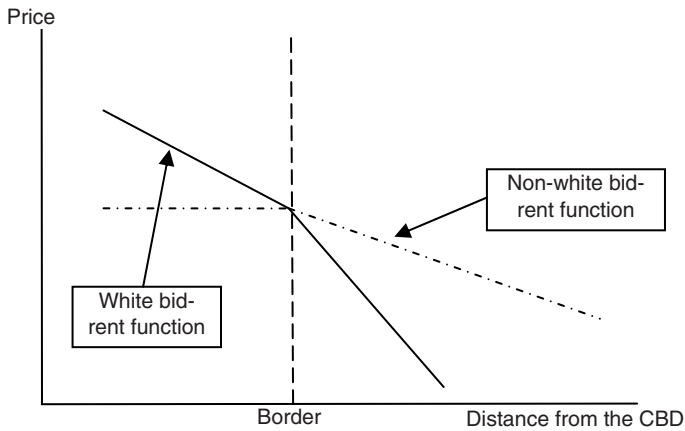 Price
Non-white bid-
rent function
White bid-
rent function
Border
Distance from the CBD